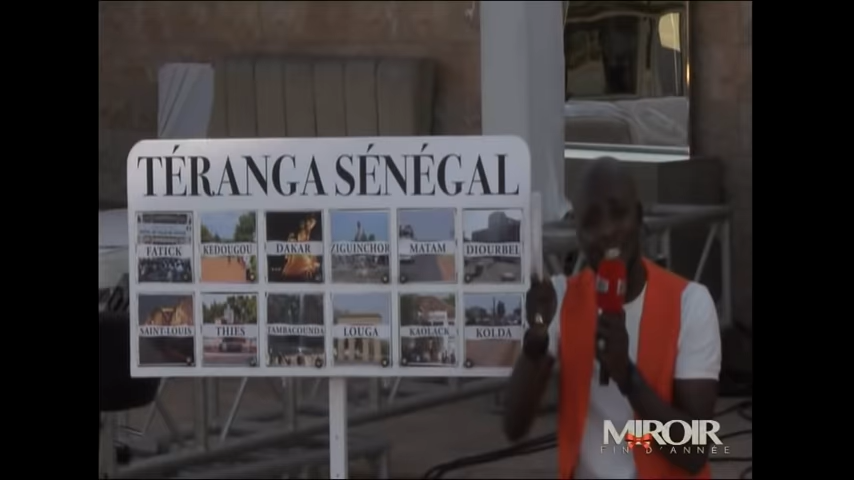 TÉRANGA SÉNÉGAL
FATICK
KEDOUGOU
DAKAR
ZIGUINCHOR
MATAM
DIOURBEL
SAINT-LOUIS
THIES
TAMBACOUNDA
LOUGA
KAOLACK
KOLDA
MIROIR
FIN D'ANNÉE